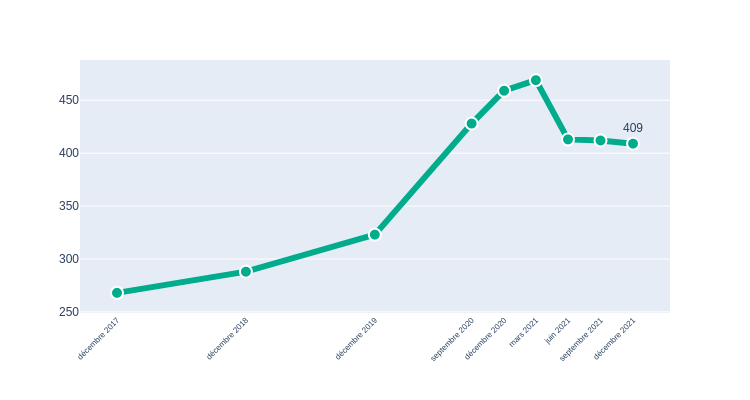 450
400
350
300
250
409
décembre 2017
décembre 2018
décembre 2019
septembre 2020
décembre 2020
mars 2021
juin 2021
septembre 2021
décembre 2021